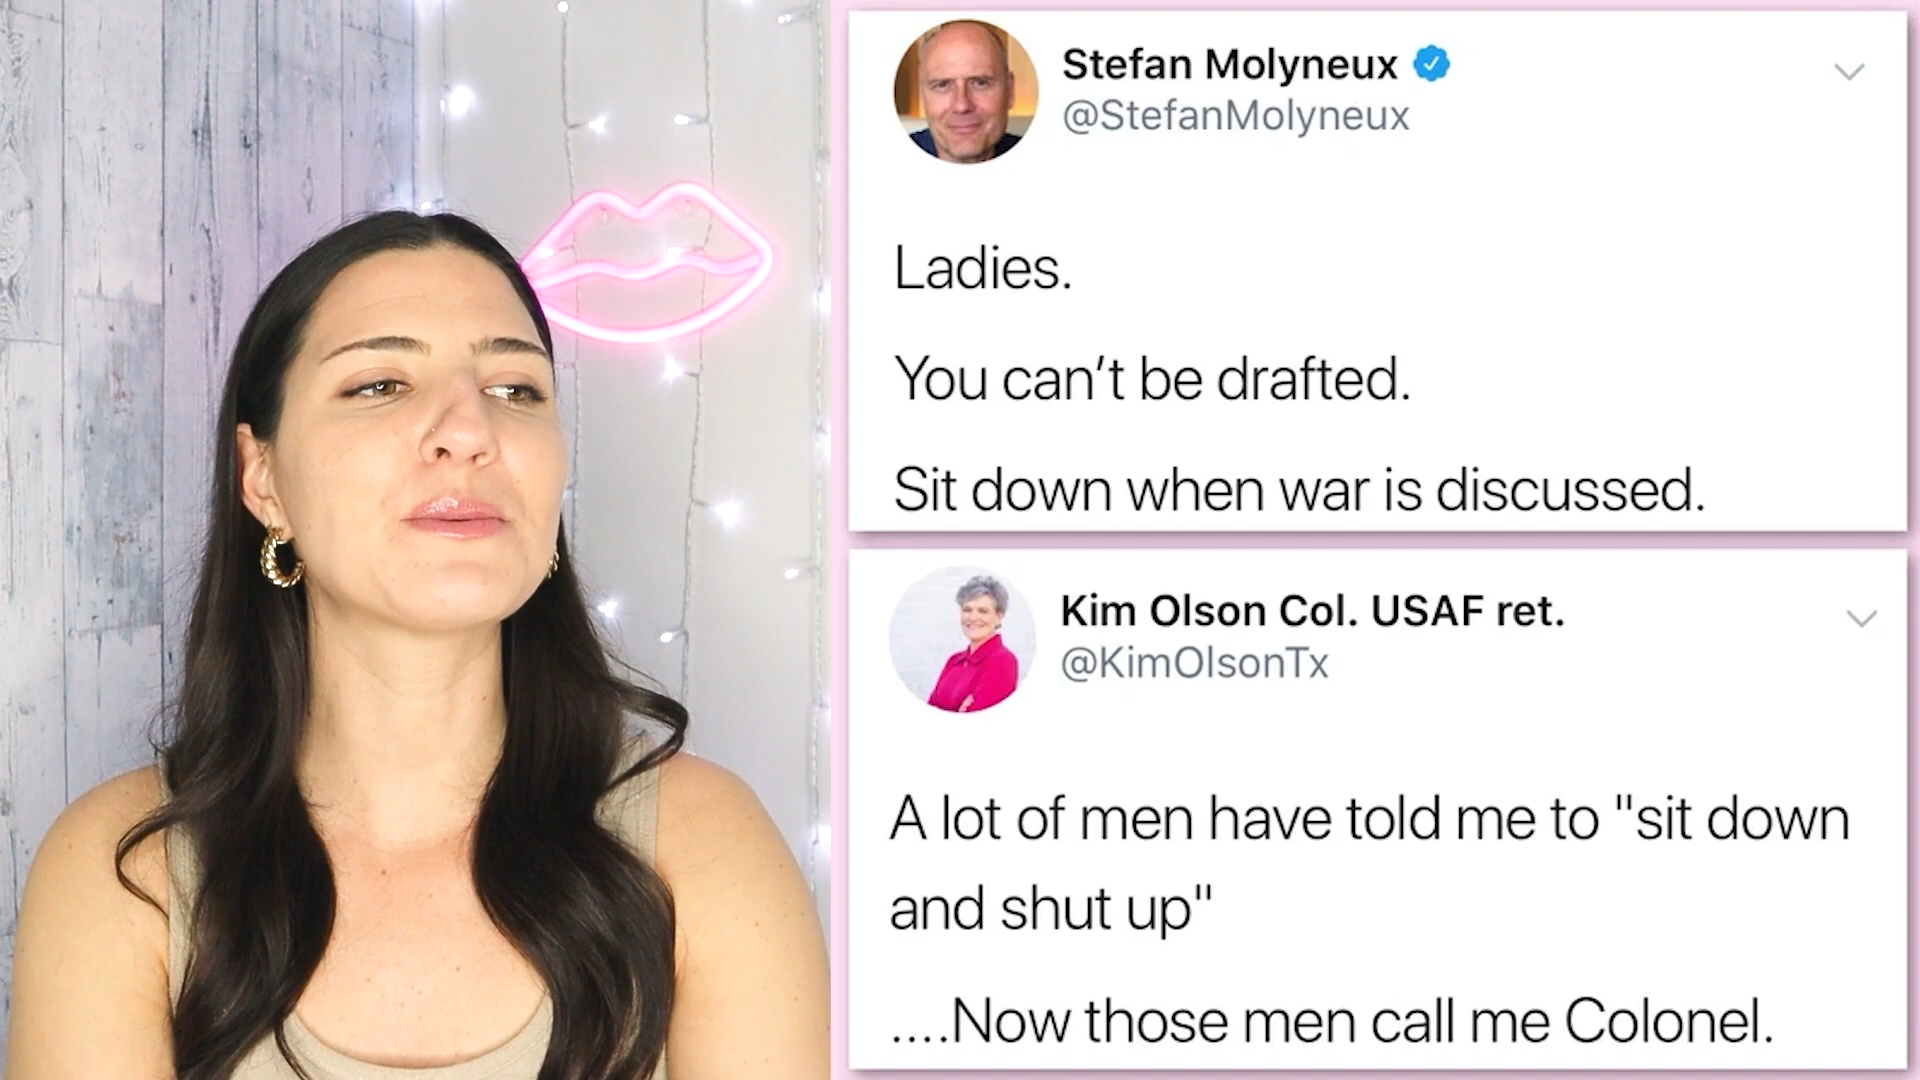 Stefan Molyneux
@StefanMolyneux
Ladies.
You can't be drafted.
Sit down when war is discussed.
Kim Olson Col. USAF ret.
@KimOlsonTx
A lot of men have told me to "sit down
and shut up"
....Now those men call me Colonel.